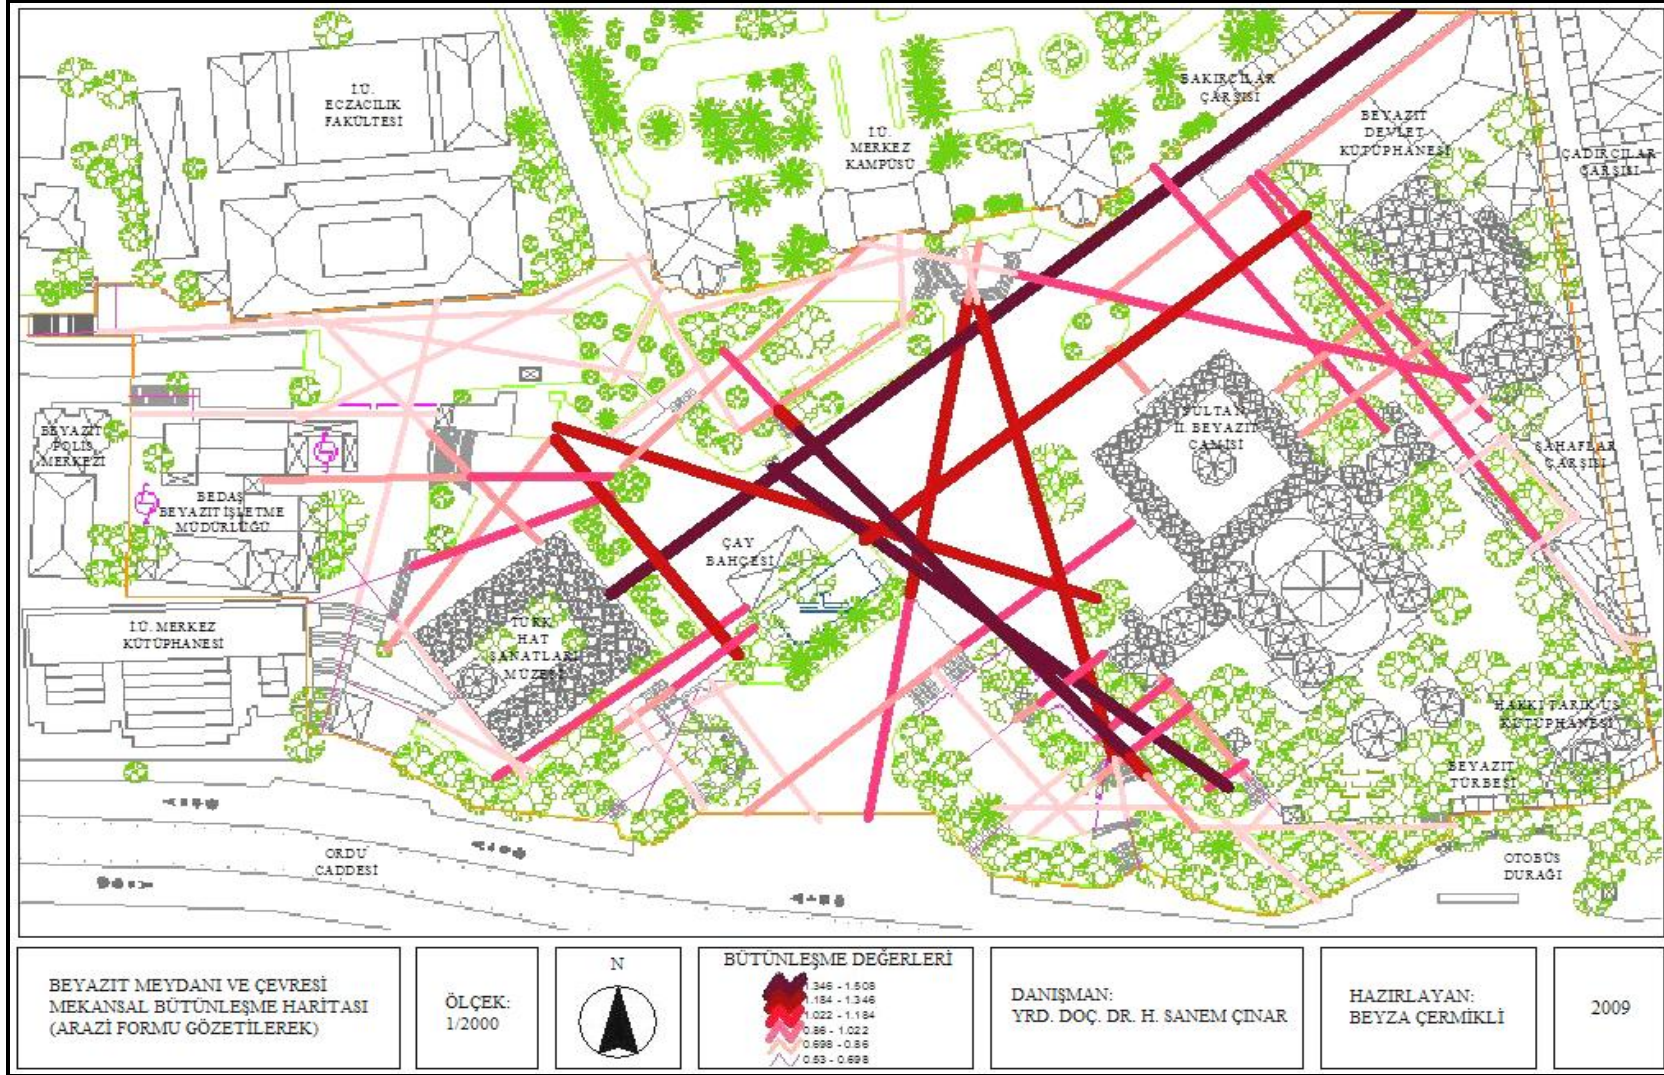 İ.Ü.
ECZACILIK
FAKÜLTESİ
İ.Ü.
MERKEZ
KAMPÜSÜ
BAKIRCILAR
ÇARŞISI
BEYAZIT
DEVLET
KÜTÜPHANESİ
ÇADIRCILAR
ÇARŞISI
BEYAZIT
POLİS
MERKEZİ
BEDAŞ
BEYAZIT İŞLETME
MÜDÜRLÜĞÜ
SULTAN
II. BEYAZIT
CAMİSİ
SAHAFLAR
ÇARŞISI
ÇAY
BAHÇESİ
İ.Ü. MERKEZ
KÜTÜPHANESİ
TÜRK
HAT
SANATLARI
MÜZESİ
HAKKI TARIK US
KÜTÜPHANESİ
BEYAZIT
TÜRBESİ
ORDU
CADDESİ
OTOBÜS
DURAĞI
BEYAZIT MEYDANI VE ÇEVRESİ
MEKANSAL BÜTÜNLEŞME HARİTASI
(ARAZİ FORMU GÖZETİLEREK)
ÖLÇEK:
1/2000
N
BÜTÜNLEŞME DEĞERLERİ
1.346 - 1.508
1.184 - 1.346
1.022 - 1.184
0.86 - 1.022
0.698 - 0.86
0.53 - 0.698
DANIŞMAN:
YRD. DOÇ. DR. H. SANEM ÇINAR
HAZIRLAYAN:
BEYZA ÇERMİKLİ
2009